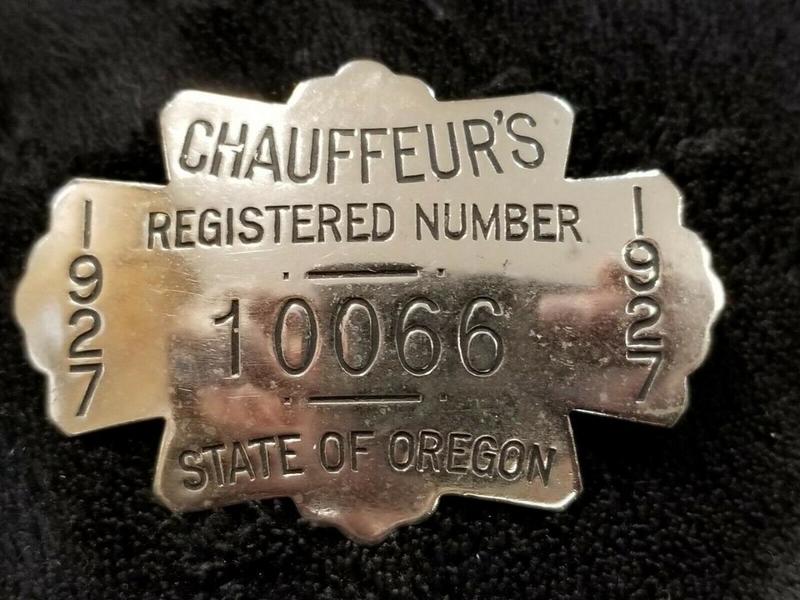 CHAUFFEUR'S
REGISTERED NUMBER
1927
10066
1927
STATE OF OREGON